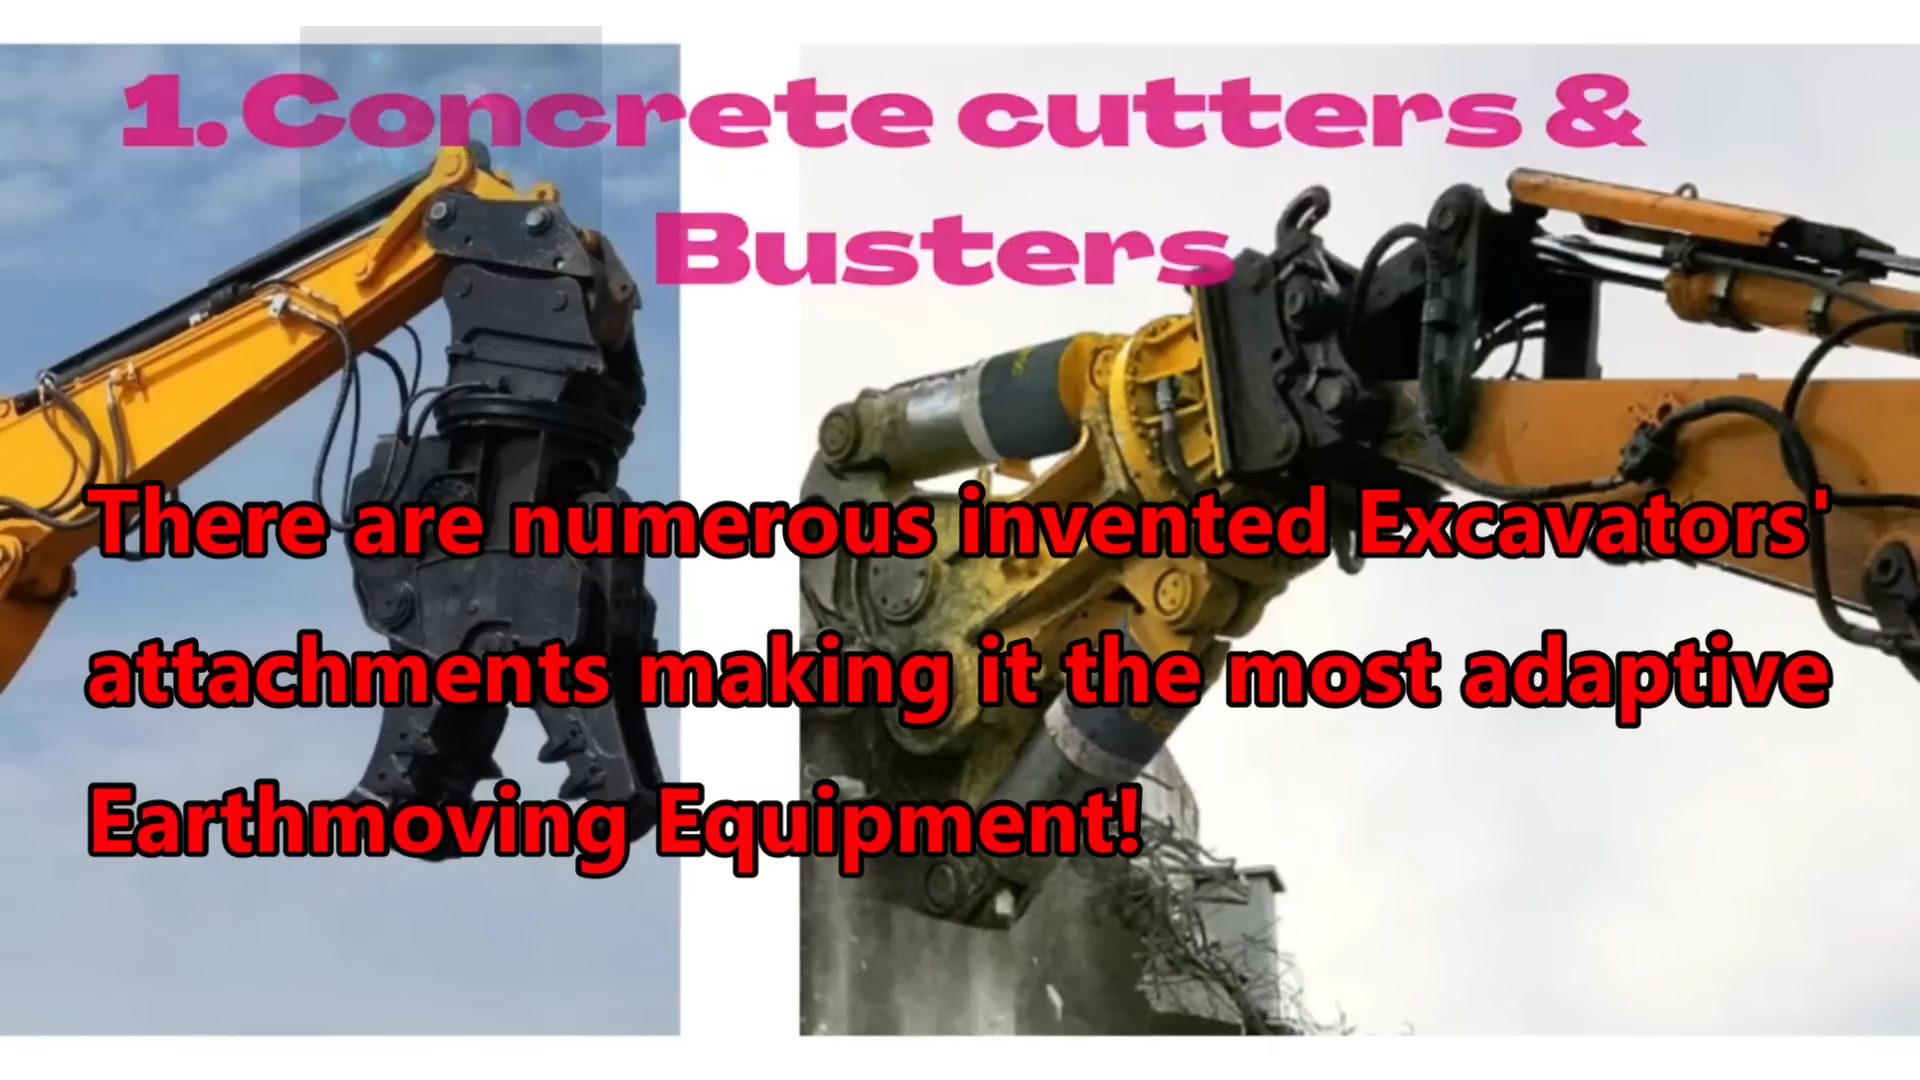 1. Concrete cutters &
Busters
There are numerous invented Excavators'
attachments making it the most adaptive
Earthmoving Equipment!